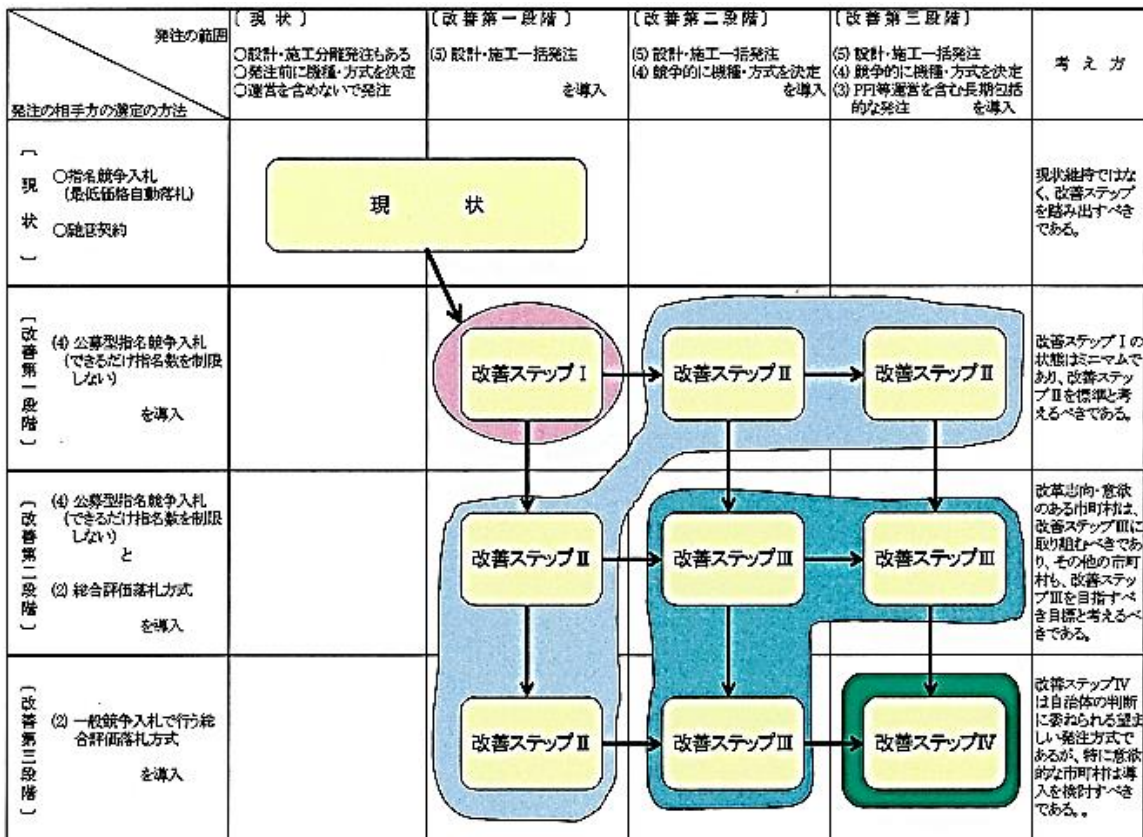 発注の範囲
発注の相手方の選定の方法
〔現状〕
○設計・施工分離発注もある
○発注前に機種・方式を決定
○運営を含めないで発注
〔改善第一段階〕
(5) 設計・施工一括発注
を導入
〔改善第二段階〕
(5) 設計・施工一括発注
(4) 競争的に機種・方式を決定
を導入
〔改善第三段階〕
(5) 設計・施工一括発注
(4) 競争的に機種・方式を決定
(3) PFI等運営を含む長期包括
的な発注 を導入
考え方
〔現状〕
○指名競争入札
(最低価格自動落札)
○随意契約
現 状
現状維持ではな
く、改善ステップ
を踏み出すべき
である。
〔改善第一段階〕
(4) 公募型指名競争入札
(できるだけ指名数を制限
しない)
を導入
改善ステップⅠ
改善ステップⅡ
改善ステップⅡ
改善ステップⅠの
状態はミニマムで
あり、改善ステッ
プⅡを標準と考
えるべきである。
〔改善第二段階〕
(4) 公募型指名競争入札
(できるだけ指名数を制限
しない)
と
(2) 総合評価落札方式
を導入
改善ステップⅡ
改善ステップⅢ
改善ステップⅢ
改革志向・意欲
のある市町村は、
改善ステップⅢに
取り組むべきであ
り、その他の市町
村も、改善ステッ
プⅢを目指すべ
き目標と考えるべ
きである。
〔改善第三段階〕
(2) 一般競争入札で行う総
合評価落札方式
を導入
改善ステップⅡ
改善ステップⅢ
改善ステップⅣ
改善ステップⅣ
は自治体の判断
に委ねられる望ま
しい発注方式で
あるが、特に意欲
的な市町村は導
入を検討すべき
である。。